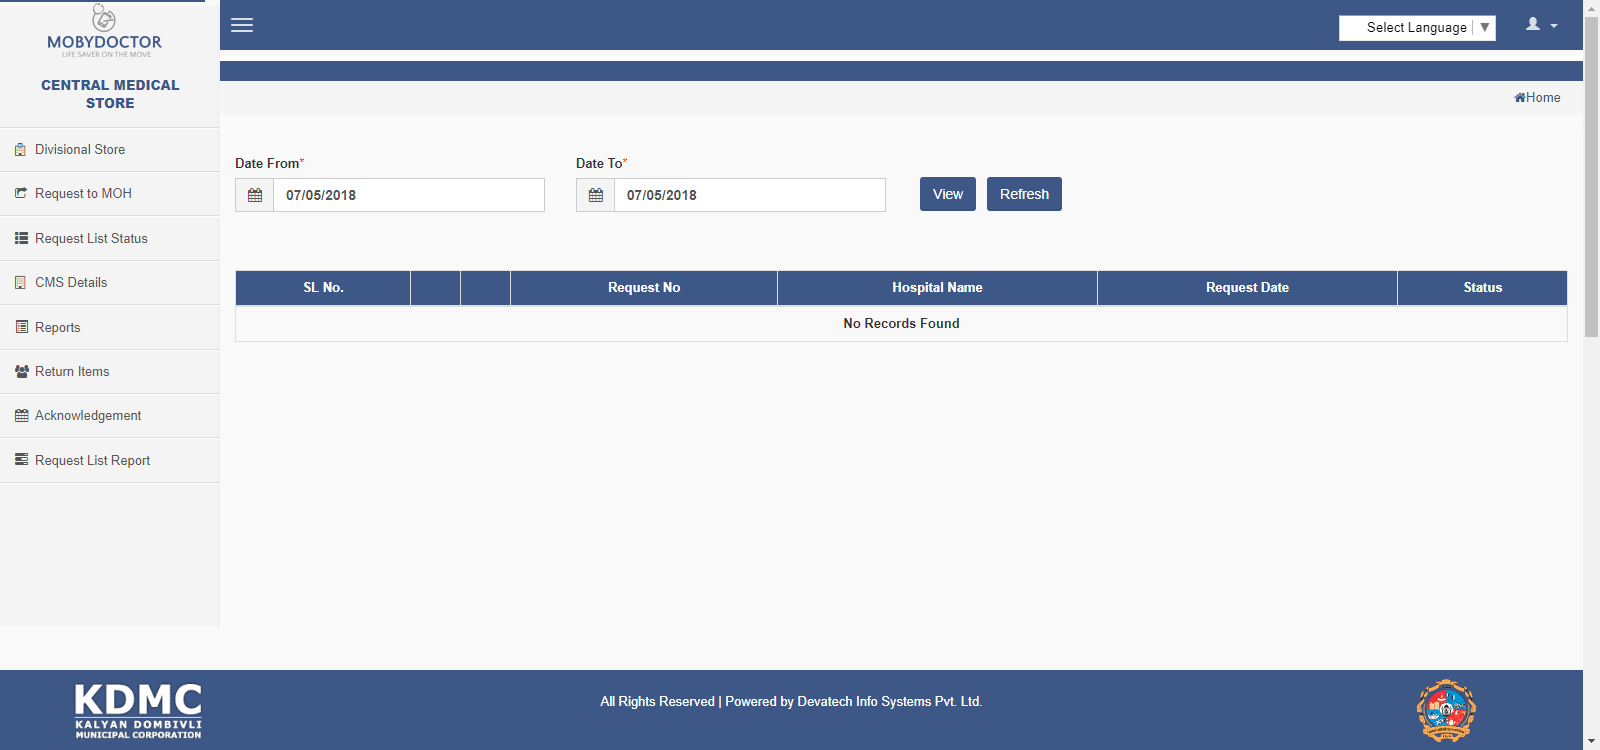 MOBYDOCTOR
LIFE SAVER ON THE MOVE
CENTRAL MEDICAL
STORE
Divisional Store
Request to MOH
Request List Status
CMS Details
Reports
Return Items
Acknowledgement
Request List Report
Select Language ▼
Home
Date From*
07/05/2018
Date To*
07/05/2018
View
Refresh
SL No. Request No Hospital Name Request Date Status
No Records Found
KDMC
KALYAN DOMBIVLI
MUNICIPAL CORPORATION
All Rights Reserved | Powered by Devatech Info Systems Pvt. Ltd.